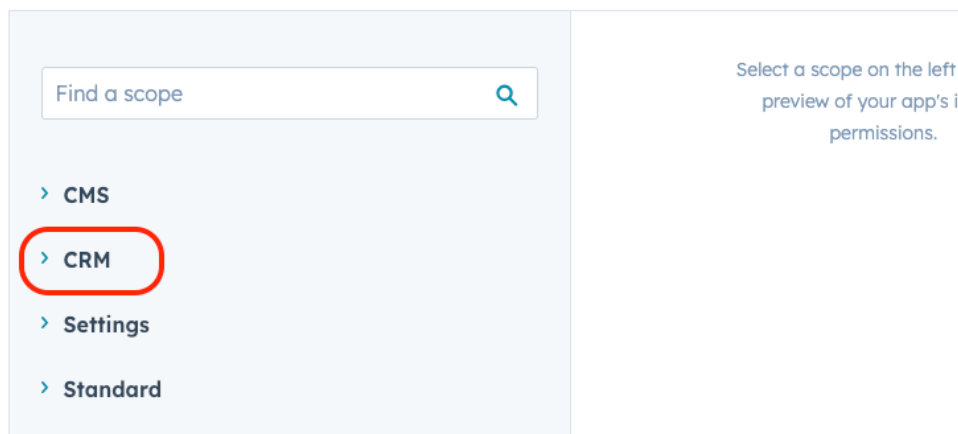 Find a scope
CMS
CRM
Settings
Standard
Select a scope on the left
preview of your app's i
permissions.